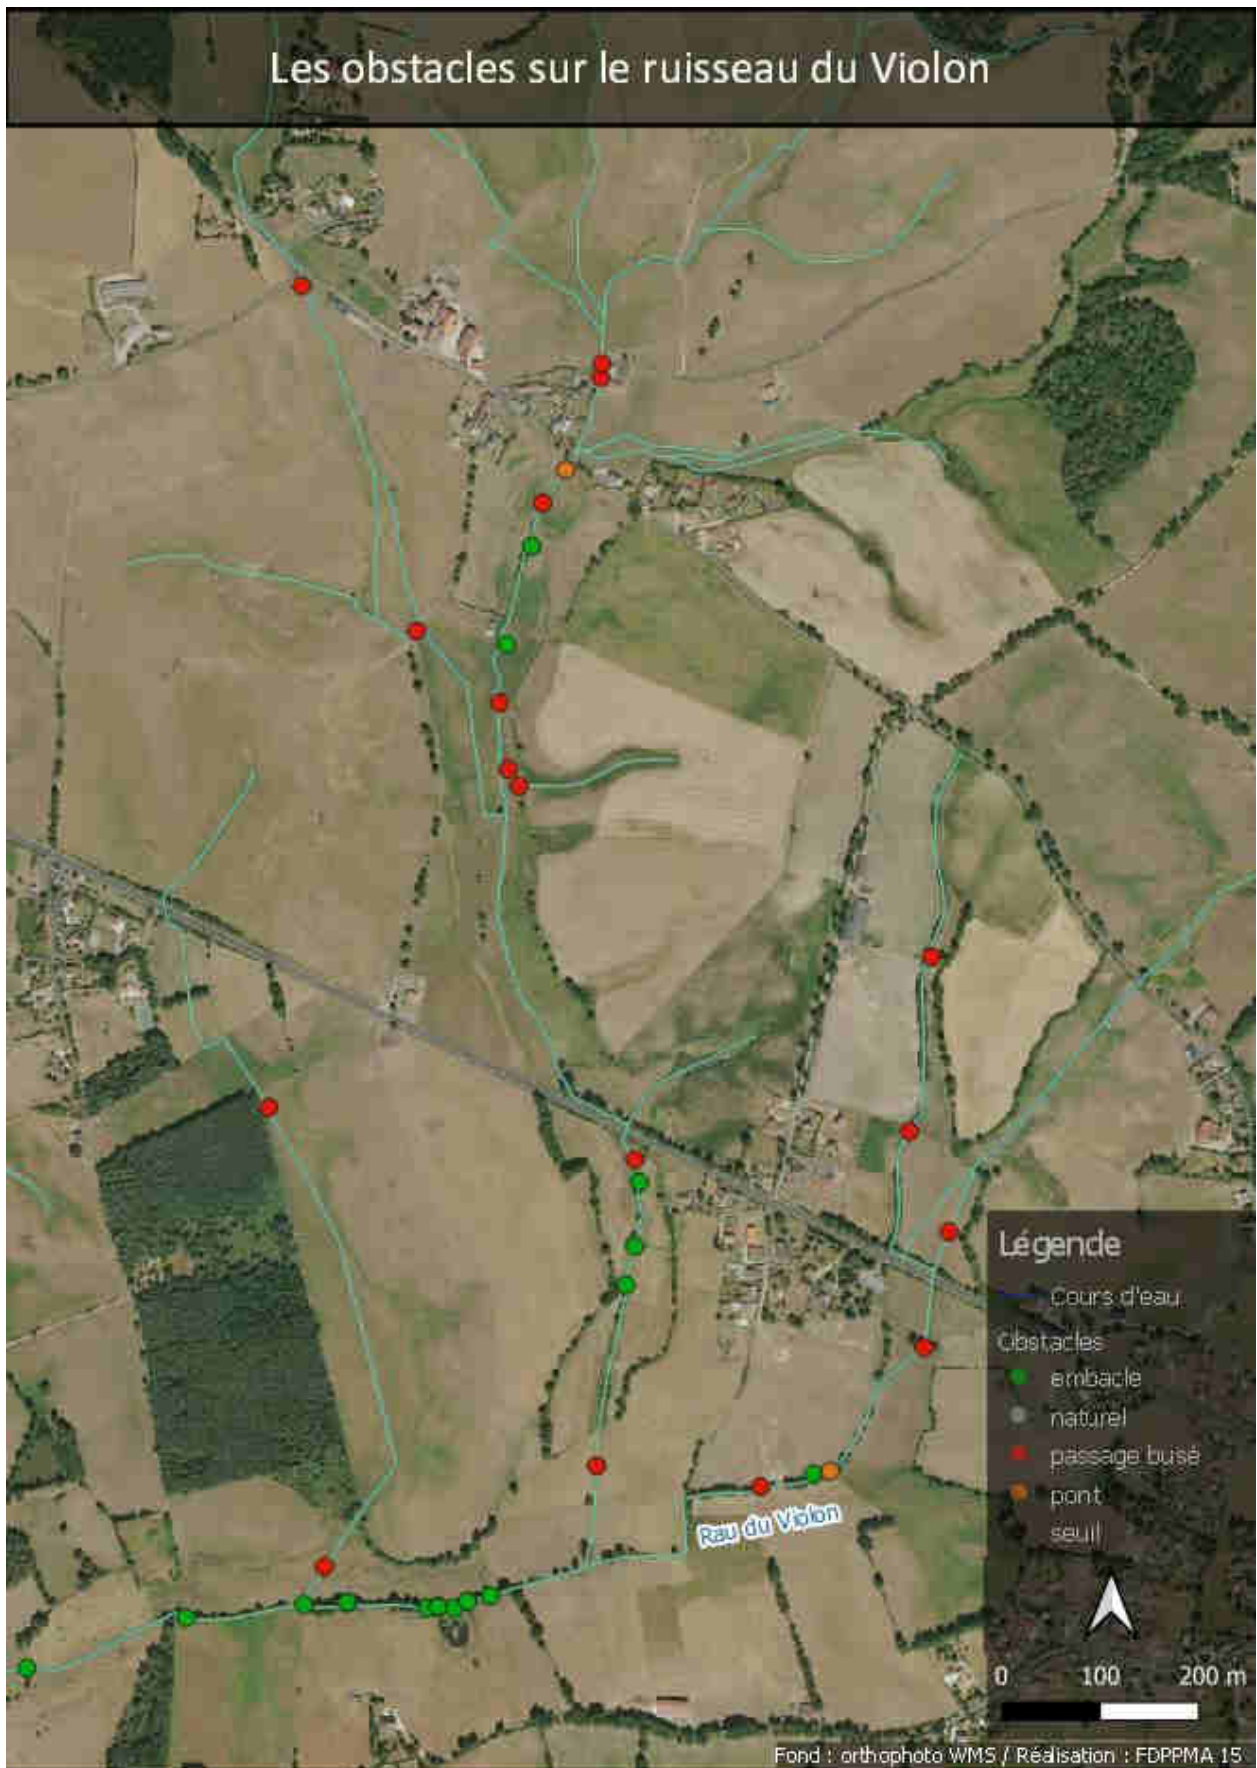 Les obstacles sur le ruisseau du Violon
Rau du Violon
Légende
cours d'eau
Obstacles
embacle
naturel
passage busé
pont
seuil
0 100 200 m
Fond : orthophoto WMS / Réalisation : FDPPMA 15